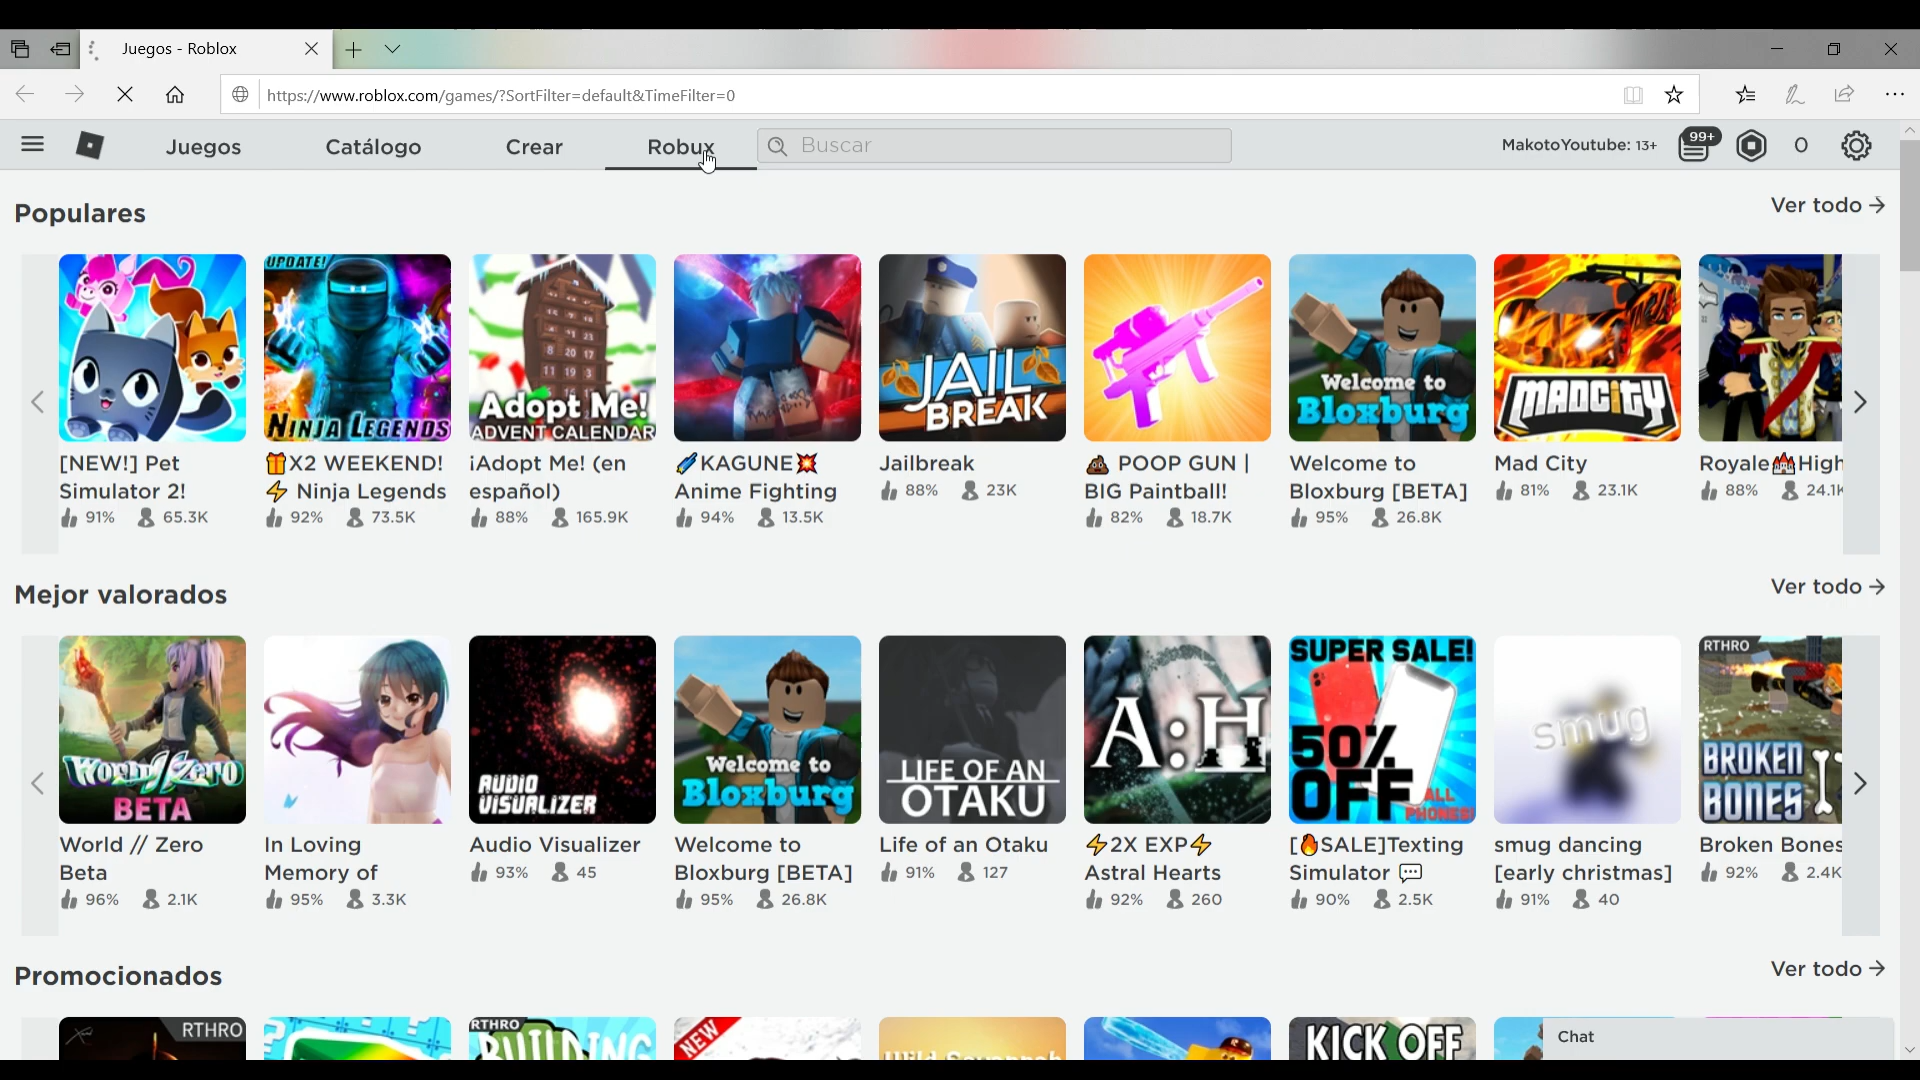 Juegos - Roblox
https://www.roblox.com/games/?SortFilter=default&TimeFilter=0
Juegos Catálogo Crear Robux Buscar MakotoYoutube: 13+ 99+ 0
Populares Ver todo
UPDATE!
NINJA LEGENDS
Adopt Me!
ADVENT CALENDAR
JAIL
BREAK
Welcome to
Bloxburg
MADCITY
[NEW!] Pet
Simulator 2!
91% 65.3K
🎁X2 WEEKEND!
⚡ Ninja Legends
92% 73.5K
¡Adopt Me! (en
español)
88% 165.9K
KAGUNE💥
Anime Fighting
94% 13.5K
Jailbreak
88% 23K
💩 POOP GUN |
BIG Paintball!
82% 18.7K
Welcome to
Bloxburg [BETA]
95% 26.8K
Mad City
81% 23.1K
Royale🏰High
88% 24.1K
Mejor valorados Ver todo
World//Zero
BETA
AUDIO
VISUALIZER
Welcome to
Bloxburg
LIFE OF AN
OTAKU
A:H
SUPER SALE!
50%
OFF
ALL
PHONES!
smug
RTHRO
BROKEN
BONES
World // Zero
Beta
96% 2.1K
In Loving
Memory of
95% 3.3K
Audio Visualizer
93% 45
Welcome to
Bloxburg [BETA]
95% 26.8K
Life of an Otaku
91% 127
⚡2X EXP⚡
Astral Hearts
92% 260
[🔥SALE]Texting
Simulator 💬
90% 2.5K
smug dancing
[early christmas]
91% 40
Broken Bones
92% 2.4K
Promocionados Ver todo
RTHRO
RTHRO
BUILDING
NEW
Wild Savannah
KICK OFF
Chat